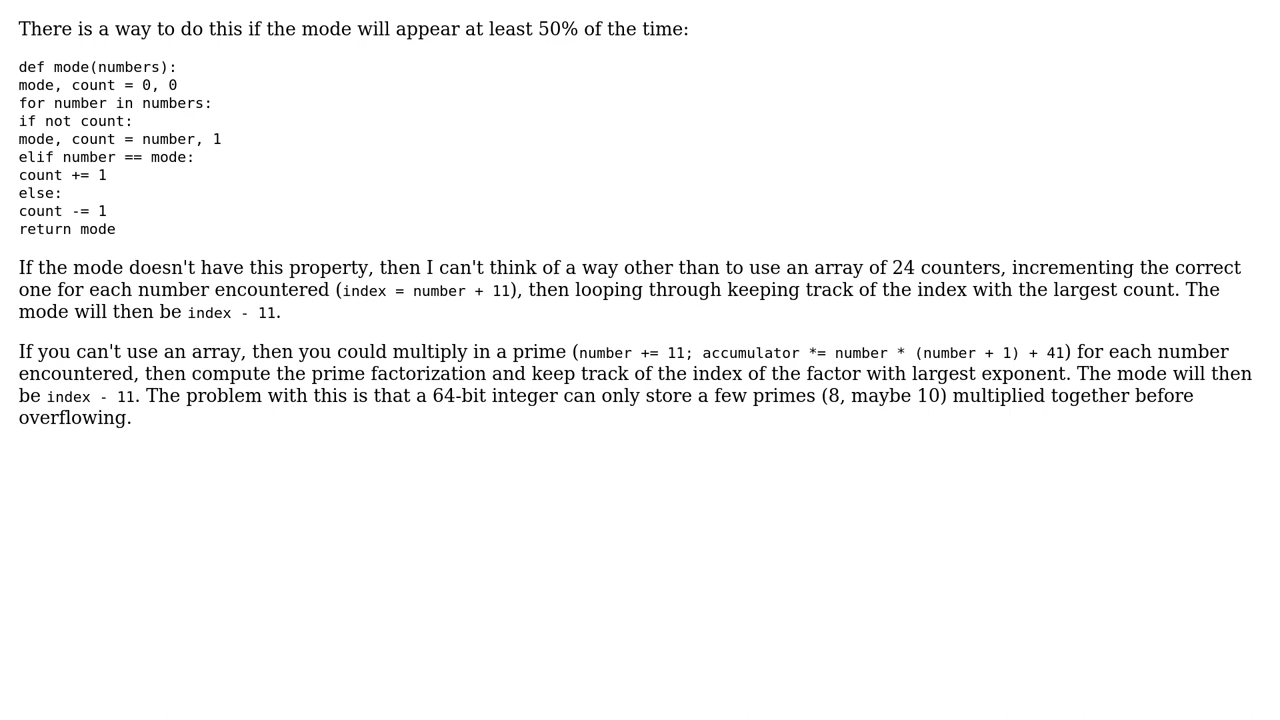 There is a way to do this if the mode will appear at least 50% of the time:
def mode(numbers):
mode, count = 0, 0
for number in numbers:
if not count:
mode, count = number, 1
elif number == mode:
count += 1
else:
count -= 1
return mode
If the mode doesn't have this property, then I can't think of a way other than to use an array of 24 counters, incrementing the correct
one for each number encountered (index = number + 11), then looping through keeping track of the index with the largest count. The
mode will then be index - 11.
If you can't use an array, then you could multiply in a prime (number += 11; accumulator *= number * (number + 1) + 41) for each number
encountered, then compute the prime factorization and keep track of the index of the factor with largest exponent. The mode will then
be index - 11. The problem with this is that a 64-bit integer can only store a few primes (8, maybe 10) multiplied together before
overflowing.